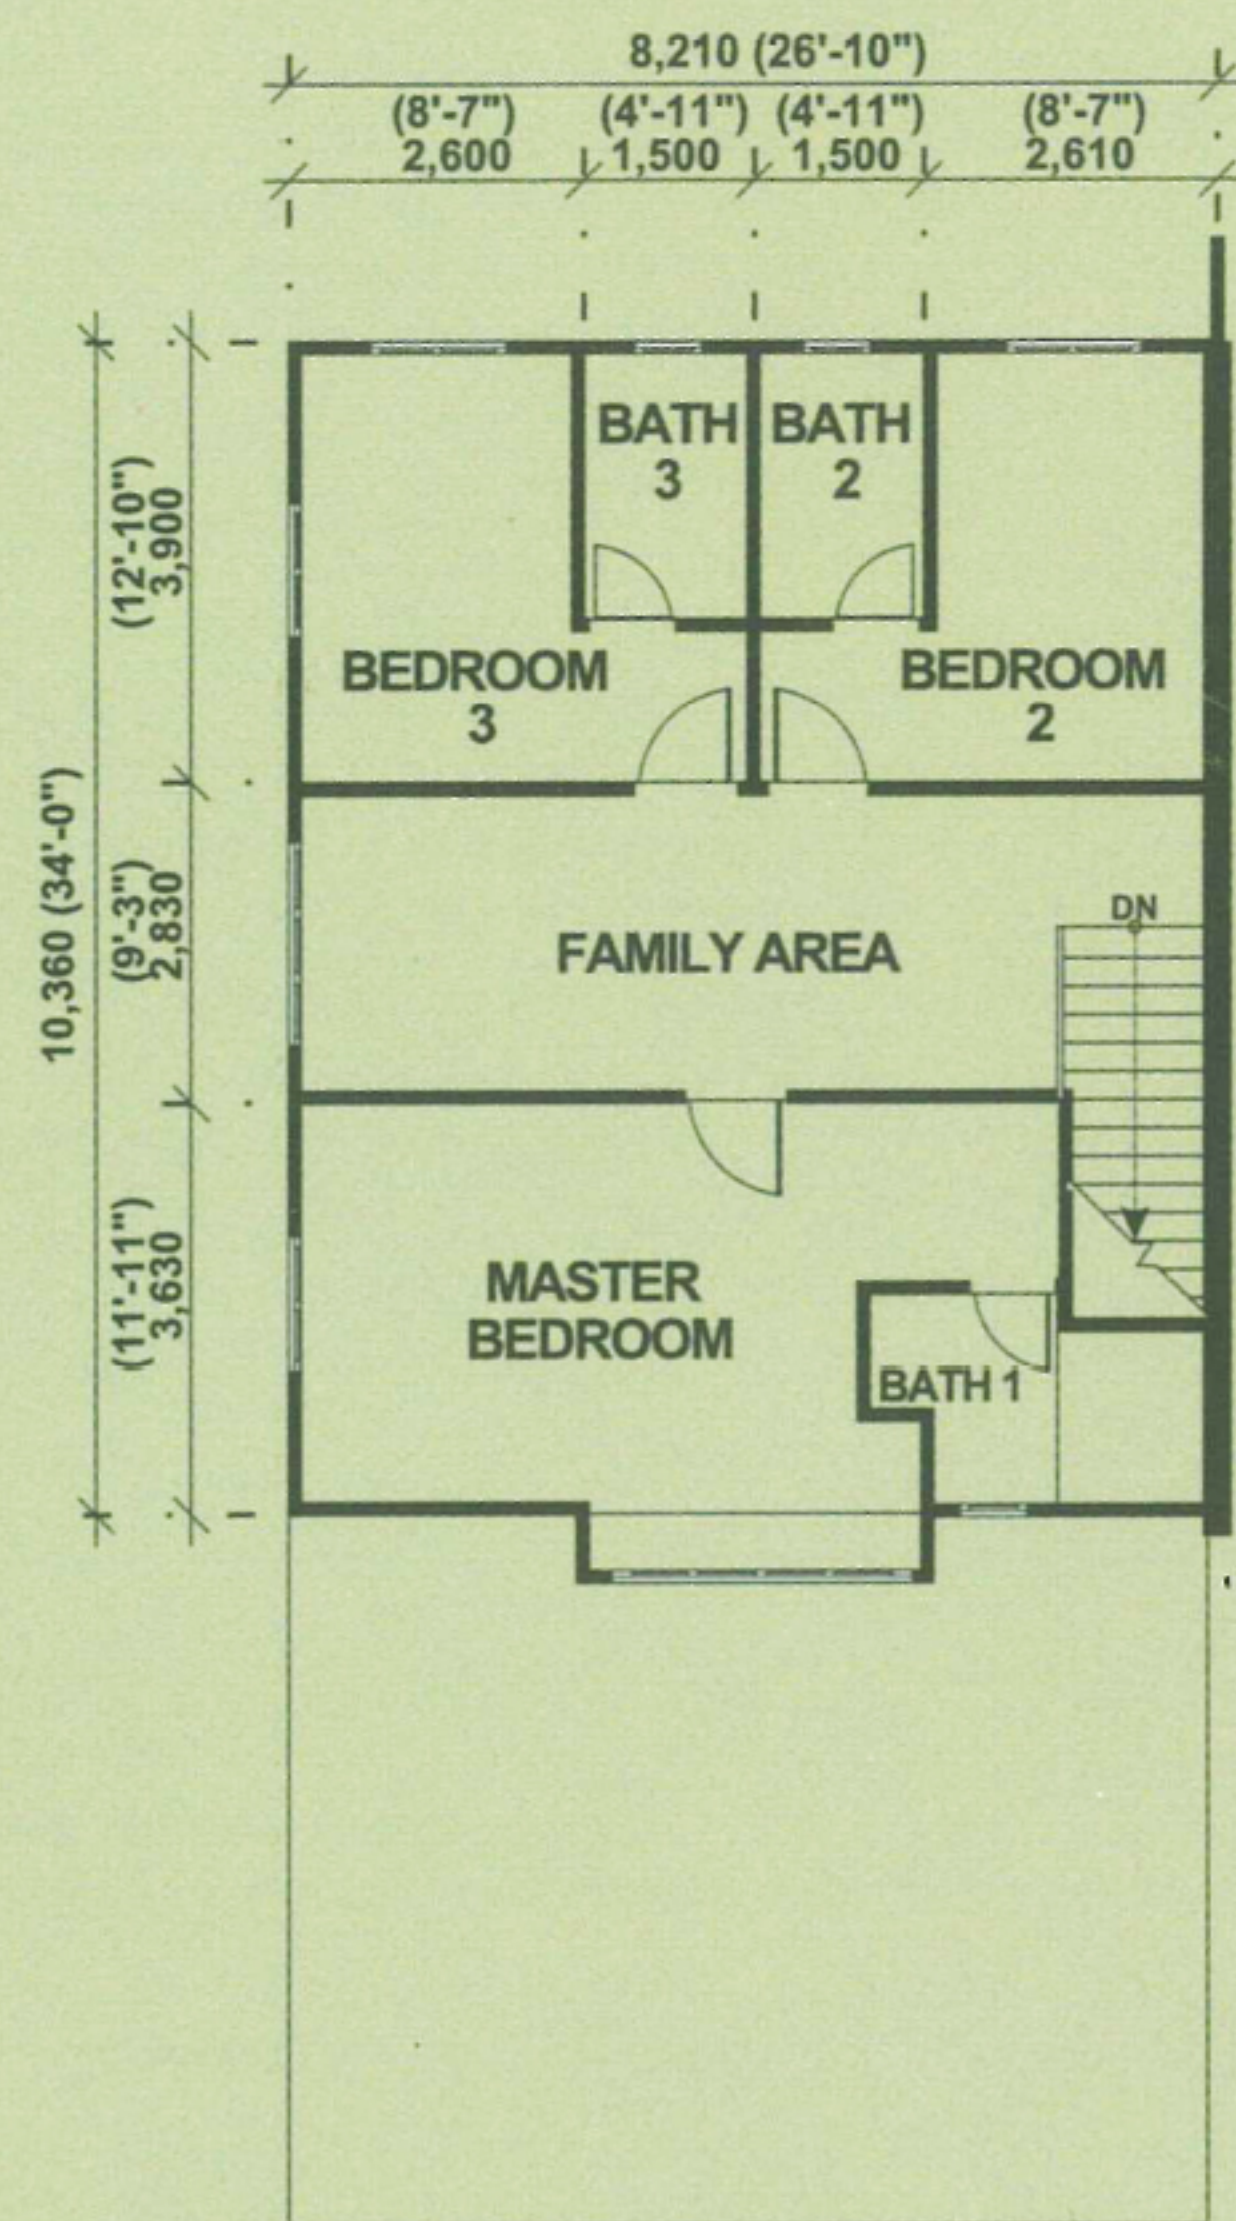 8,210 (26'-10")
(8'-7") (4'-11") (4'-11") (8'-7")
2,600 1,500 1,500 2,610
BATH
3
BATH
2
(12'-10")
3,900
BEDROOM
3
BEDROOM
2
10,360 (34'-0''')
(9'-3")
2,830
DN
FAMILY AREA
(11'-11")
3,630
MASTER
BEDROOM
BATH 1